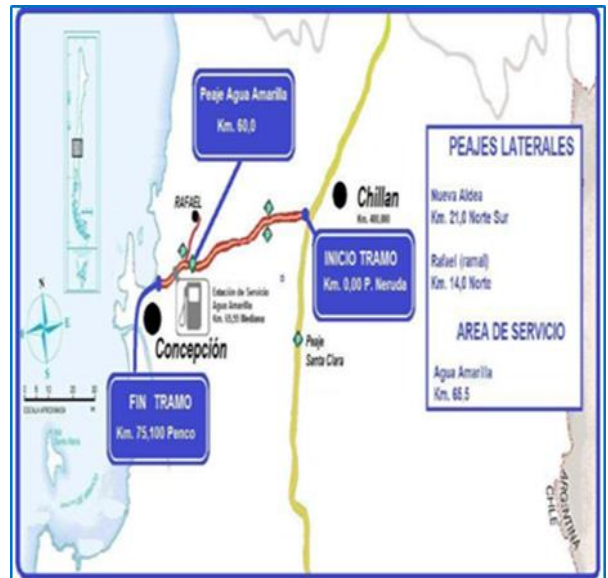 Peaje Agua Amarilla
Km. 60,0
RAFAEL
Chillan
Km. 400,000
INICIO TRAMO
Km. 0,00 P. Neruda
Estación de Servicio
Agua Amarilla
Concepción
Peaje
Santa Clara
FIN TRAMO
Km. 75,100 Penco
PEAJES LATERALES
Nueva Aldea
Km. 21,0 Norte Sur
Rafael (ramal)
Km. 14,0 Norto
AREA DE SERVICIO
Agua Amarilla
Km. 65,5
N
E
S
ARGENTINA
CHILE